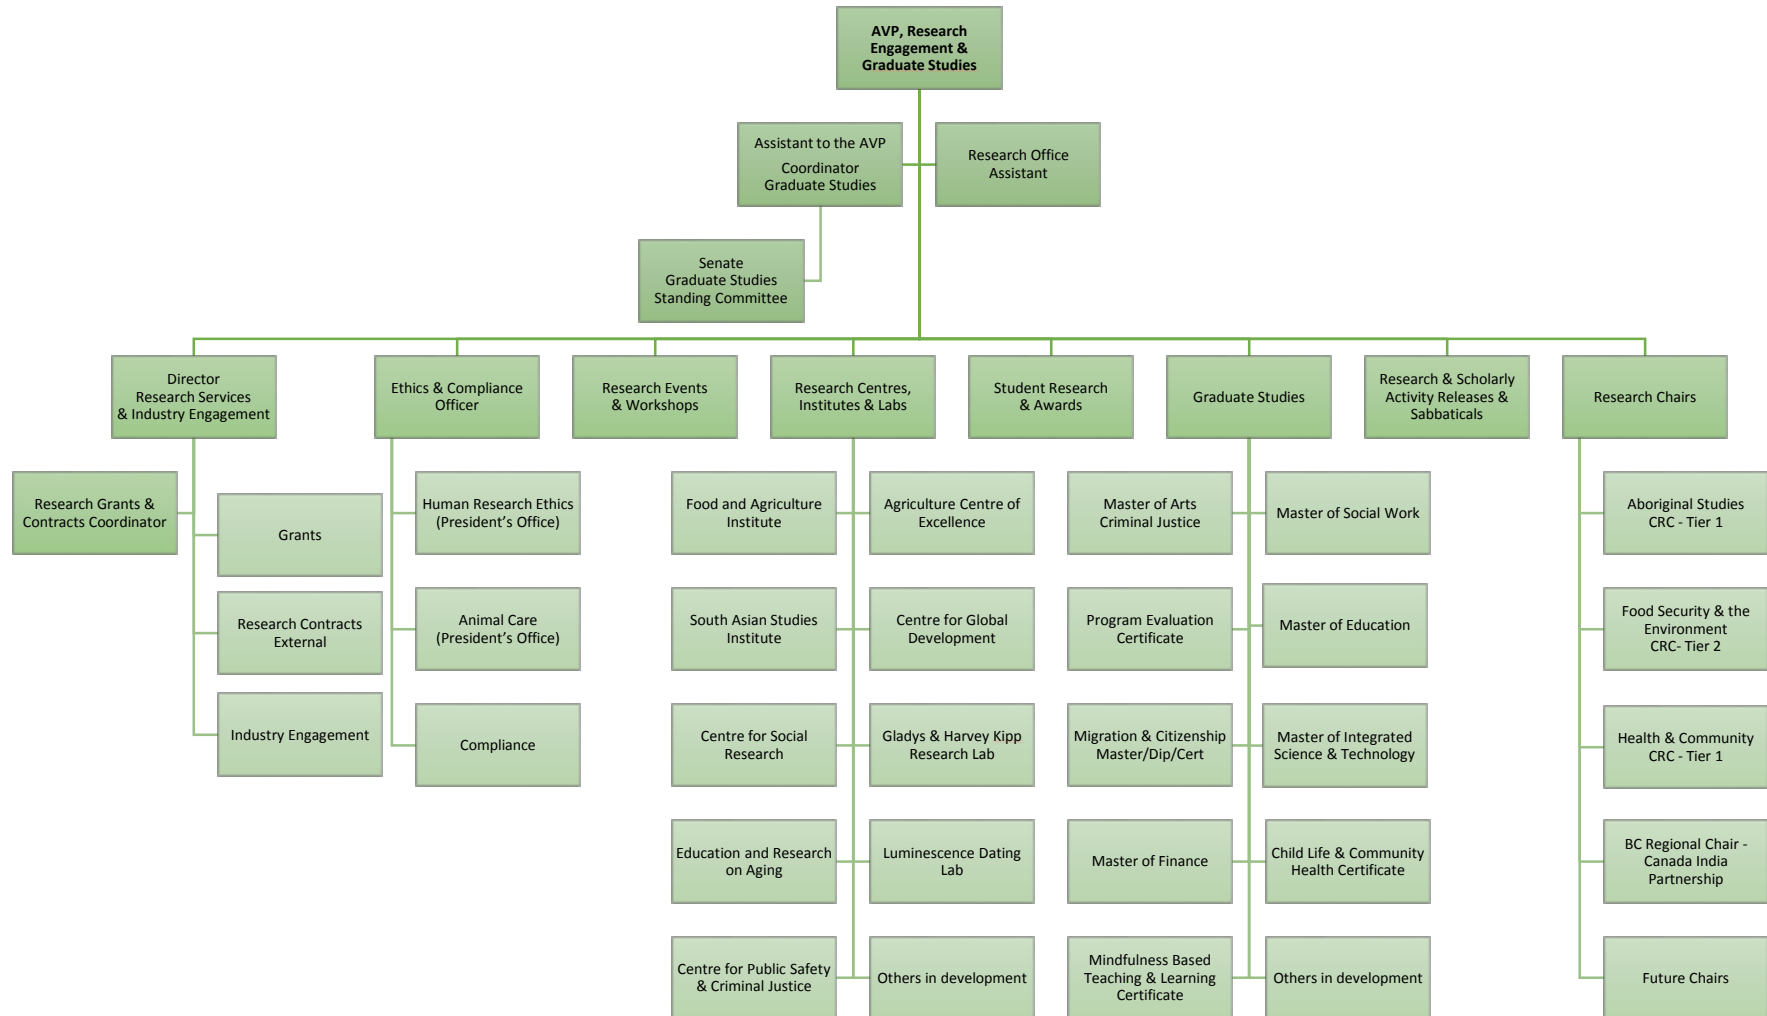 AVP, Research
Engagement &
Graduate Studies
Assistant to the AVP
Coordinator
Graduate Studies
Research Office
Assistant
Senate
Graduate Studies
Standing Committee
Director
Research Services
& Industry Engagement
Ethics & Compliance
Officer
Research Events
& Workshops
Research Centres,
Institutes & Labs
Student Research
& Awards
Graduate Studies
Research & Scholarly
Activity Releases &
Sabbaticals
Research Chairs
Research Grants &
Contracts Coordinator
Grants
Research Contracts
External
Industry Engagement
Human Research Ethics
(President’s Office)
Animal Care
(President’s Office)
Compliance
Food and Agriculture
Institute
Agriculture Centre of
Excellence
South Asian Studies
Institute
Centre for Global
Development
Centre for Social
Research
Gladys & Harvey Kipp
Research Lab
Education and Research
on Aging
Luminescence Dating
Lab
Centre for Public Safety
& Criminal Justice
Others in development
Master of Arts
Criminal Justice
Master of Social Work
Program Evaluation
Certificate
Master of Education
Migration & Citizenship
Master/Dip/Cert
Master of Integrated
Science & Technology
Master of Finance
Child Life & Community
Health Certificate
Mindfulness Based
Teaching & Learning
Certificate
Others in development
Aboriginal Studies
CRC - Tier 1
Food Security & the
Environment
CRC- Tier 2
Health & Community
CRC - Tier 1
BC Regional Chair -
Canada India
Partnership
Future Chairs